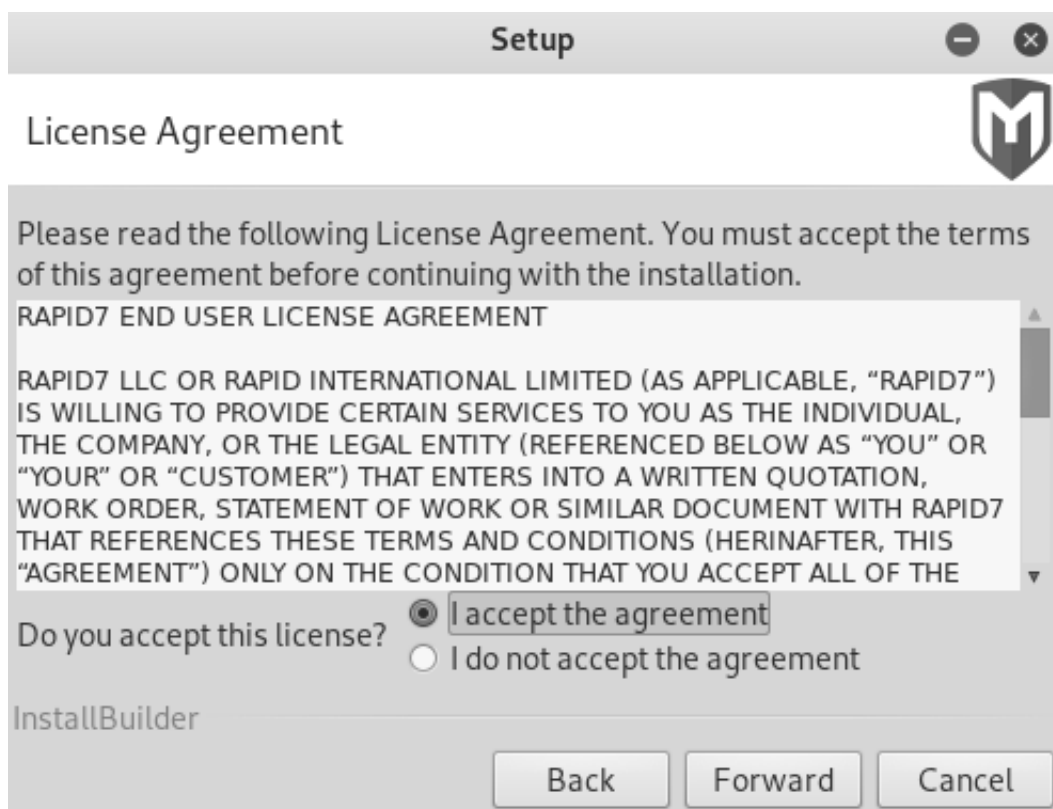 Setup
License Agreement
Please read the following License Agreement. You must accept the terms
of this agreement before continuing with the installation.
RAPID7 END USER LICENSE AGREEMENT
RAPID7 LLC OR RAPID INTERNATIONAL LIMITED (AS APPLICABLE, “RAPID7”)
IS WILLING TO PROVIDE CERTAIN SERVICES TO YOU AS THE INDIVIDUAL,
THE COMPANY, OR THE LEGAL ENTITY (REFERENCED BELOW AS “YOU” OR
“YOUR” OR “CUSTOMER”) THAT ENTERS INTO A WRITTEN QUOTATION,
WORK ORDER, STATEMENT OF WORK OR SIMILAR DOCUMENT WITH RAPID7
THAT REFERENCES THESE TERMS AND CONDITIONS (HERINAFTER, THIS
“AGREEMENT”) ONLY ON THE CONDITION THAT YOU ACCEPT ALL OF THE
Do you accept this license?
I accept the agreement
I do not accept the agreement
InstallBuilder
Back Forward Cancel